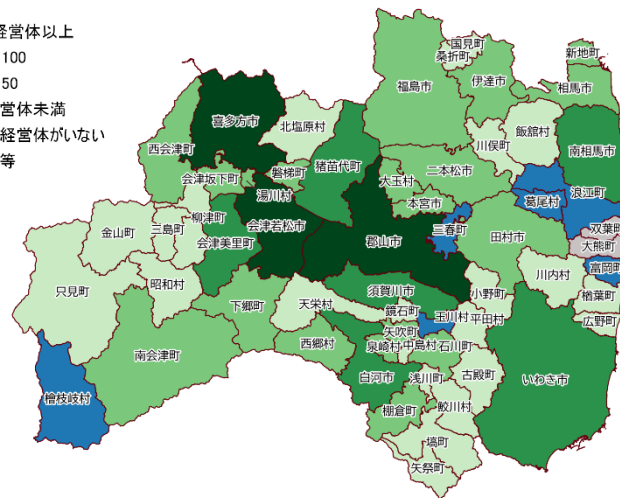 経営体以上
100
50
営体未満
経営体がいない
等
国見町
桑折町
新地町
伊達市
福島市
相馬市
喜多方市
北塩原村
川俣町
飯舘村
西会津町
猪苗代町
南相馬市
磐梯町
二本松市
会津坂下町
大玉村
湯川村
葛尾村
浪江町
本宮市
柳津町
会津若松市
三春町
双葉町
金山町
三島町
会津美里町
郡山市
田村市
大熊町
富岡町
川内村
昭和村
須賀川市
小野町
只見町
下郷町
天栄村
楢葉町
鏡石町
玉川村
平田村
広野町
矢吹町
西郷村
泉崎村
中島村
石川町
南会津町
白河市
浅川町
古殿町
いわき市
檜枝岐村
棚倉町
鮫川村
塙町
矢祭町